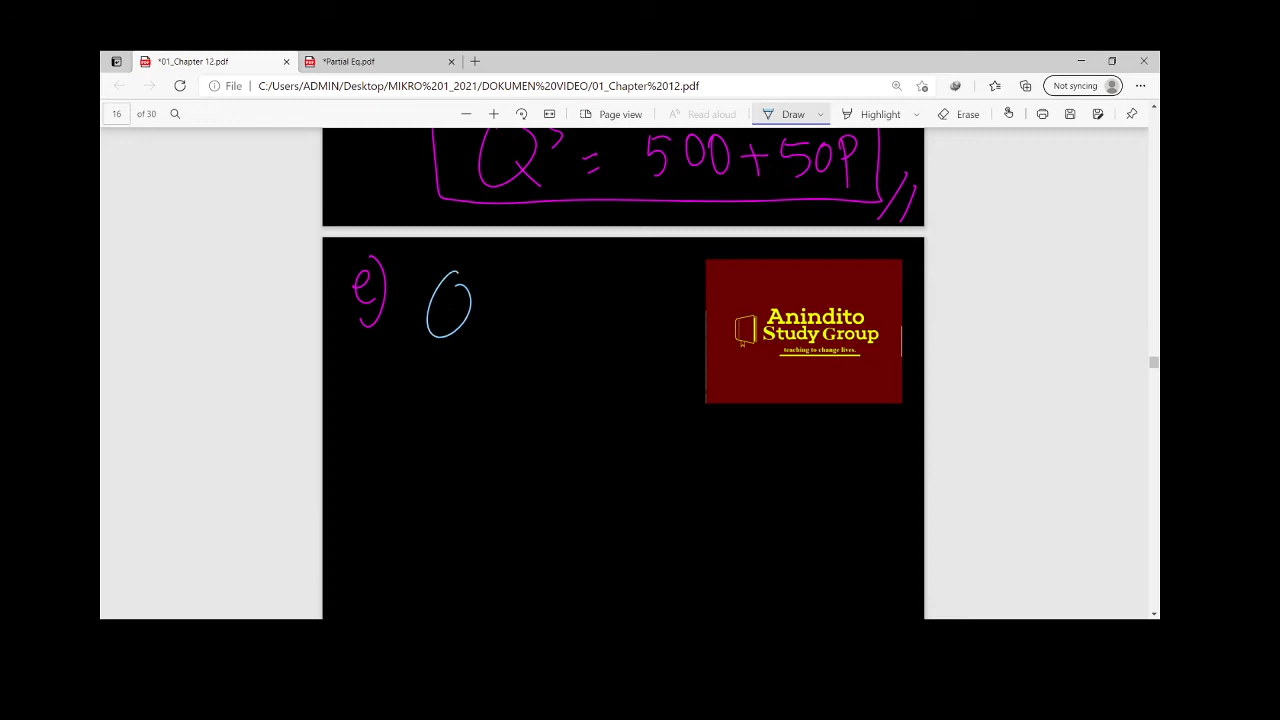 *01_Chapter 12.pdf
*Partial Eq.pdf
File C:/Users/ADMIN/Desktop/MIKRO%201_2021/DOKUMEN%20VIDEO/01_Chapter%2012.pdf
Not syncing
16 of 30
Page view
Read aloud
Draw
Highlight
Erase
Qˢ = 500 + 50P
e) O
Anindito
Study Group
teaching to change lives.